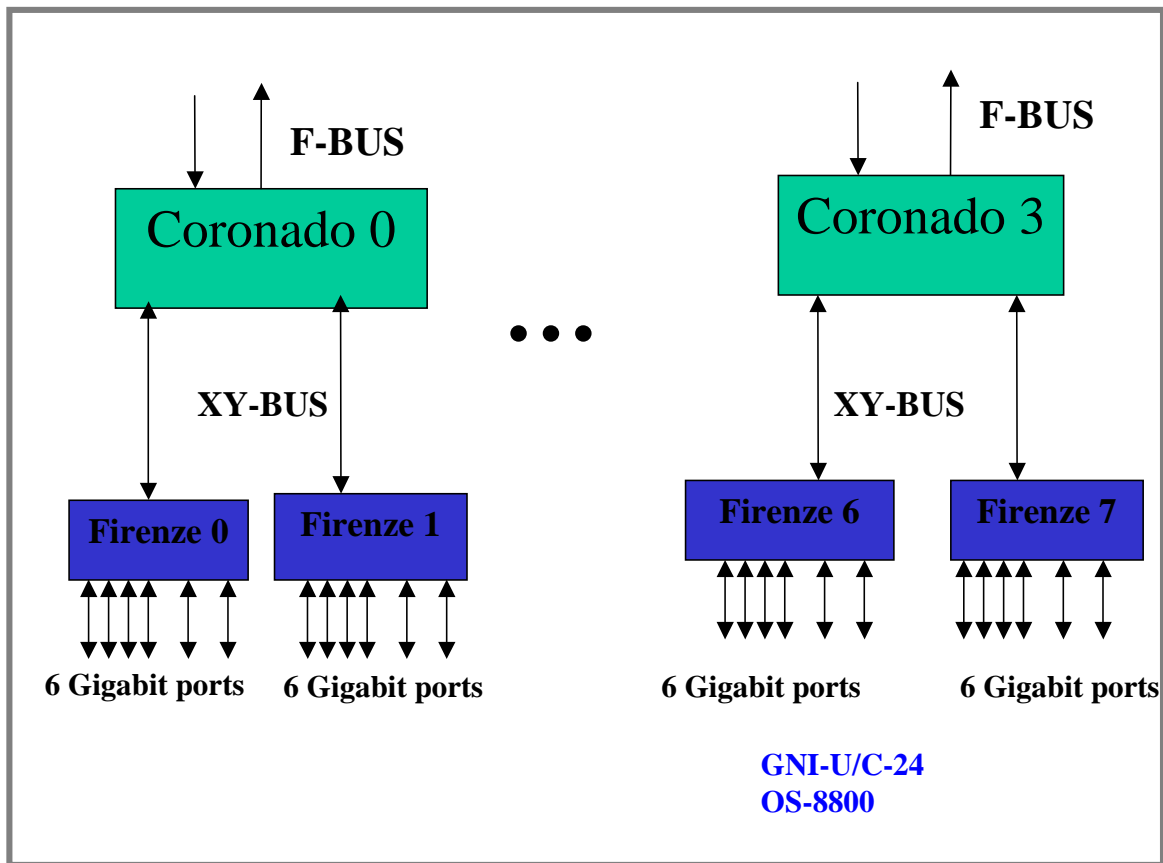 F-BUS
F-BUS
Coronado 0
Coronado 3
XY-BUS
XY-BUS
Firenze 0
Firenze 1
Firenze 6
Firenze 7
6 Gigabit ports
6 Gigabit ports
6 Gigabit ports
6 Gigabit ports
GNI-U/C-24
OS-8800